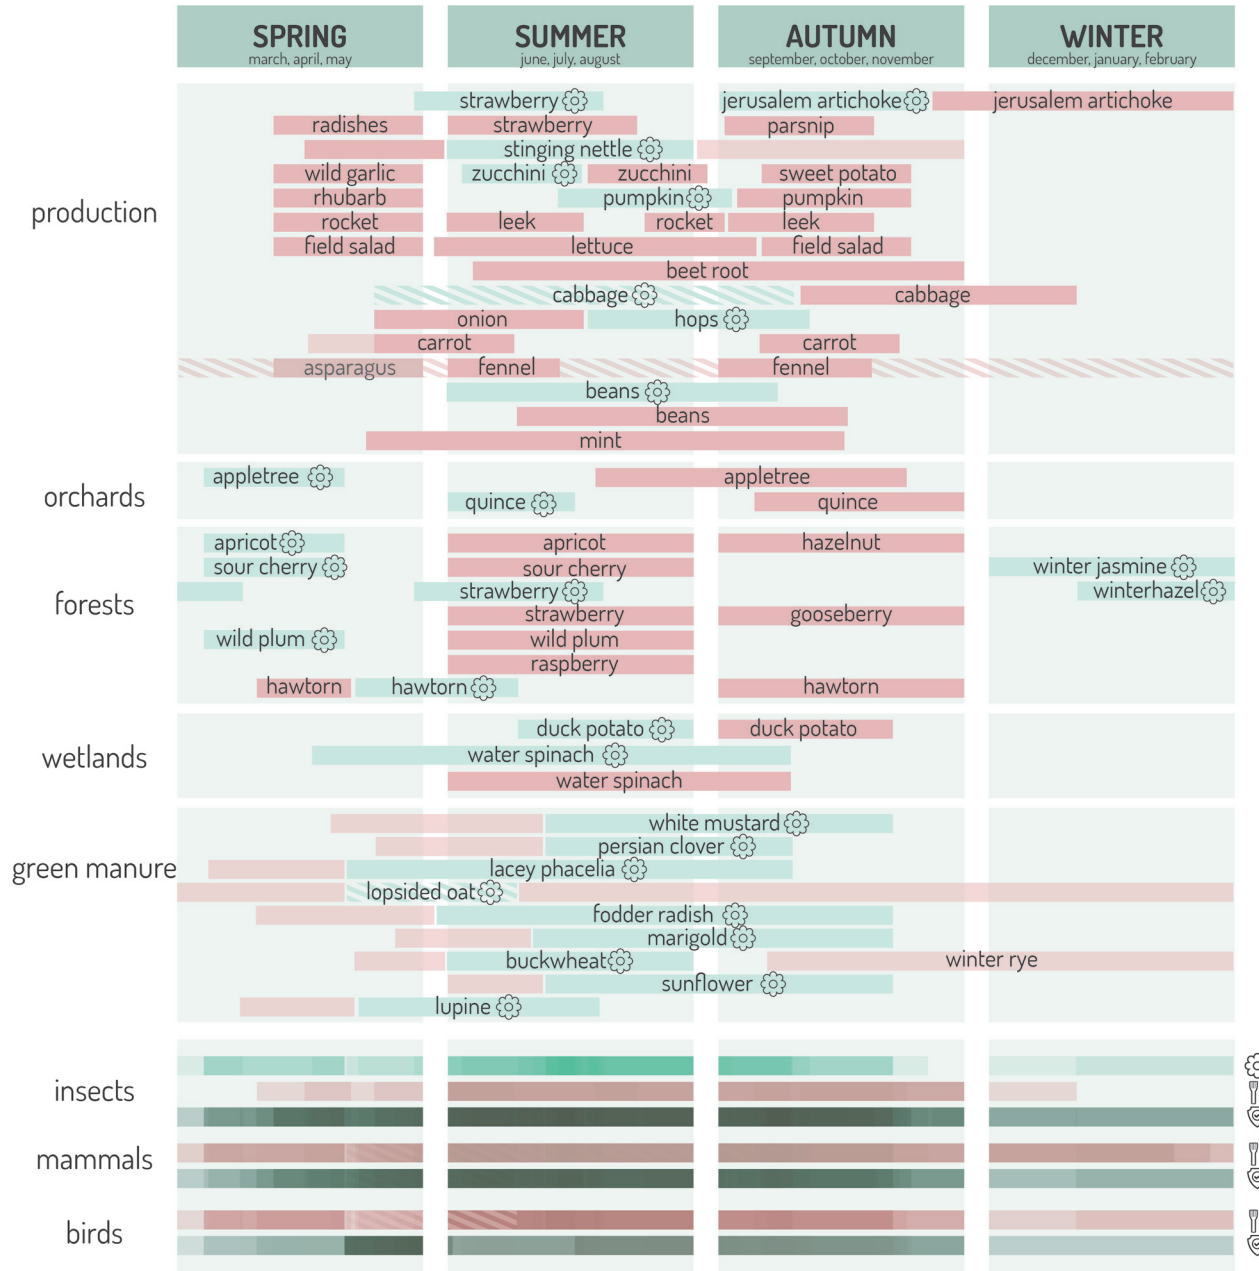 SPRING SUMMER AUTUMN WINTER
march, april, may june, july, august september, october, november december, january, february
strawberry jerusalem artichoke jerusalem artichoke
radishes strawberry parsnip
stinging nettle
wild garlic zucchini zucchini sweet potato
rhubarb pumpkin pumpkin
production
rocket leek rocket leek
field salad lettuce field salad
beet root
cabbage cabbage
onion hops
carrot carrot
asparagus fennel fennel
beans
beans
mint
appletree appletree
orchards
quince quince
apricot apricot hazelnut
sour cherry sour cherry winter jasmine
strawberry winterhazel
forests
strawberry gooseberry
wild plum wild plum
raspberry
hawtorn hawtorn hawtorn
duck potato duck potato
wetlands water spinach
water spinach
white mustard
persian clover
green manure lacey phacelia
lopsided oat
fodder radish
marigold
buckwheat winter rye
sunflower
lupine
insects
mammals
birds